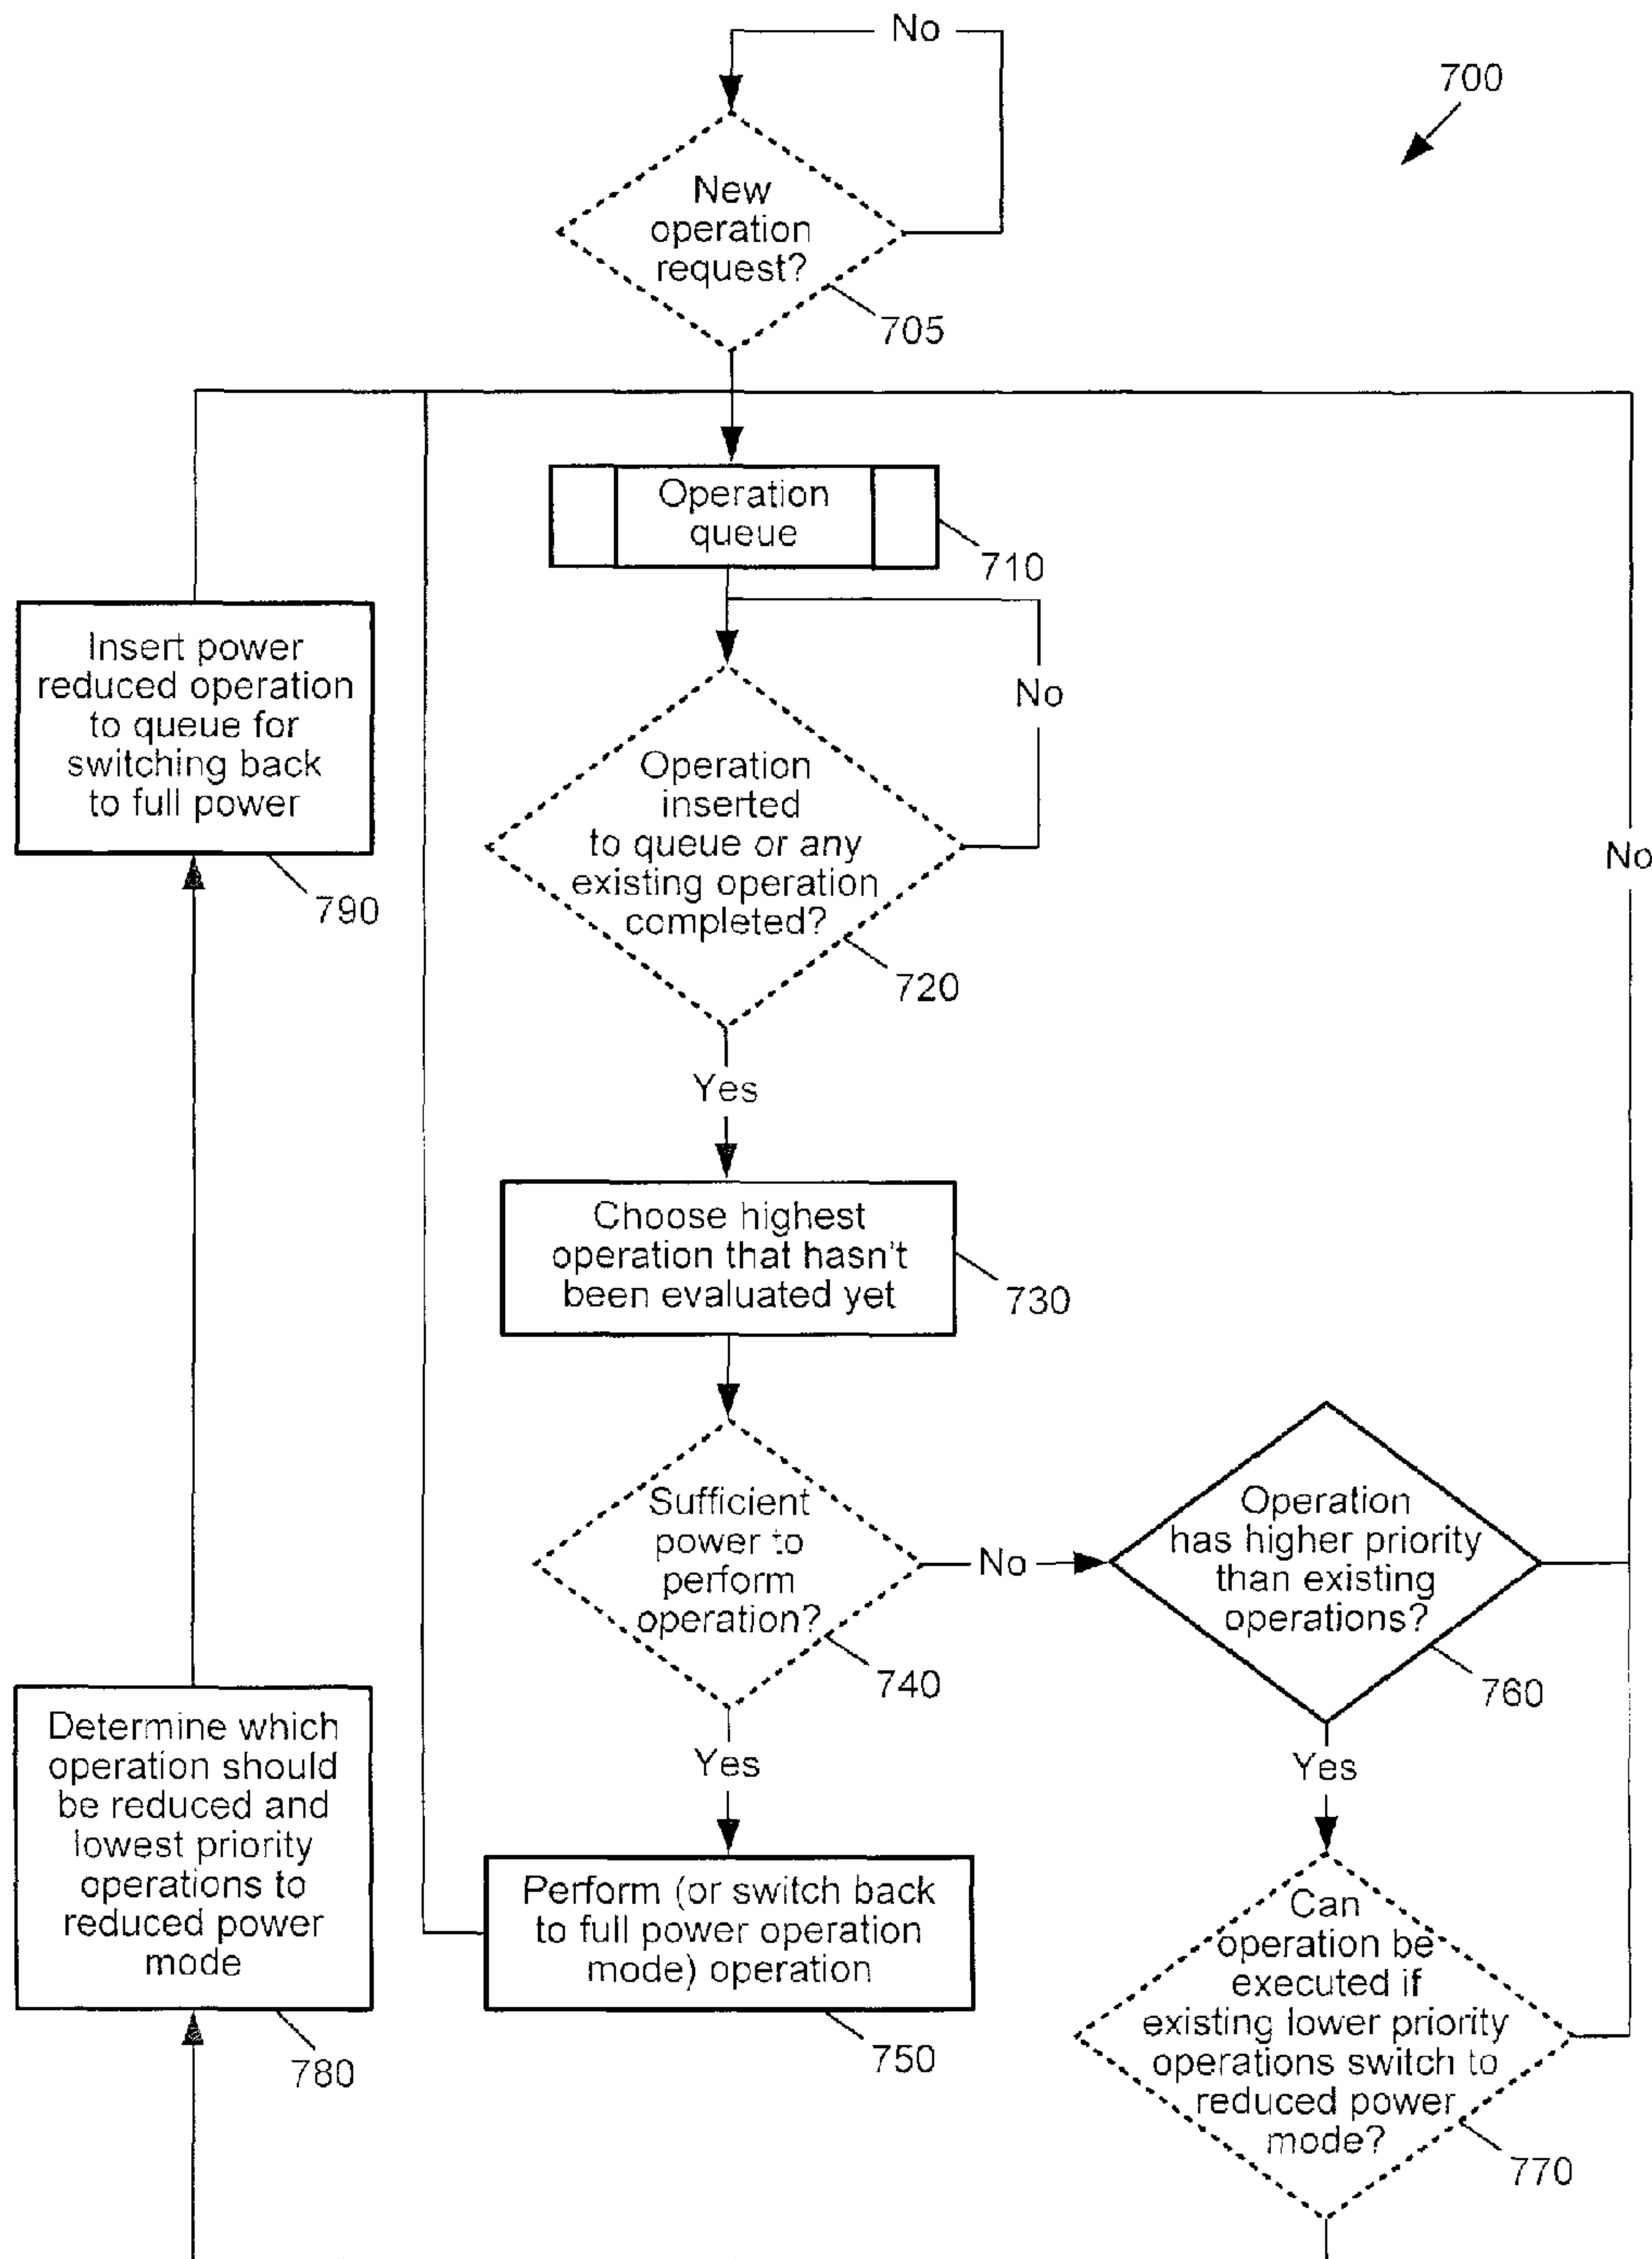 No
700
New
operation
request?
705
Operation
queue
710
Insert power
reduced operation
to queue for
switching back
to full power
790
No
Operation
inserted
to queue or any
existing operation
completed?
720
No
Yes
Choose highest
operation that hasn't
been evaluated yet
730
Sufficient
power to
perform
operation?
740
No
Operation
has higher priority
than existing
operations?
760
Yes
Yes
Determine which
operation should
be reduced and
lowest priority
operations to
reduced power
mode
780
Perform (or switch back
to full power operation
mode) operation
750
Can
operation be
executed if
existing lower priority
operations switch to
reduced power
mode?
770